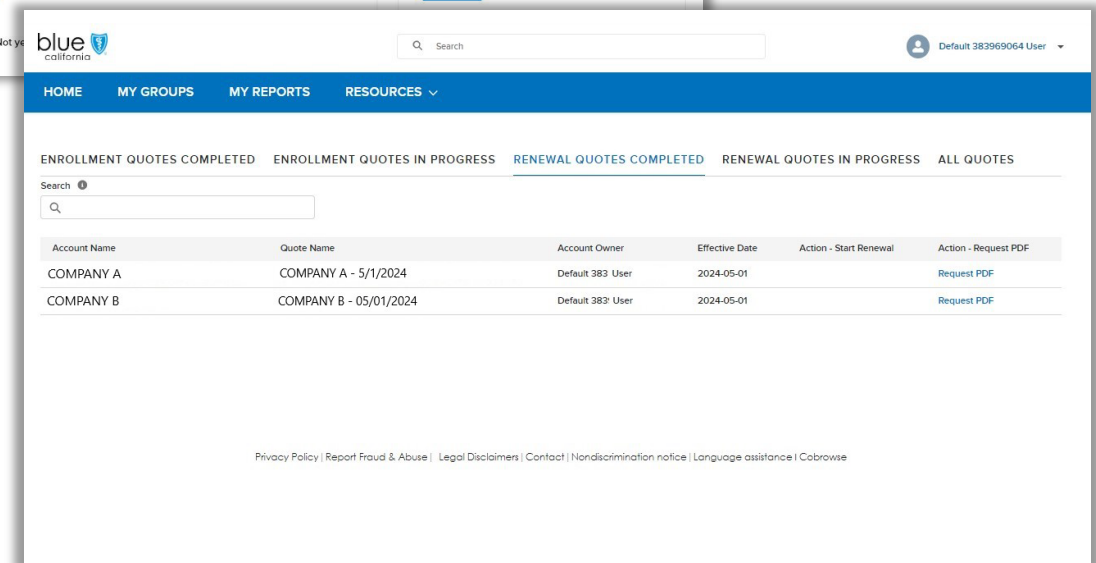 Not ye
blue
california
Search
Default 383969064 User
HOME MY GROUPS MY REPORTS RESOURCES
ENROLLMENT QUOTES COMPLETED ENROLLMENT QUOTES IN PROGRESS RENEWAL QUOTES COMPLETED RENEWAL QUOTES IN PROGRESS ALL QUOTES
Search
Account Name Quote Name Account Owner Effective Date Action - Start Renewal Action - Request PDF
COMPANY A COMPANY A - 5/1/2024 Default 383 User 2024-05-01 Request PDF
COMPANY B COMPANY B - 05/01/2024 Default 383' User 2024-05-01 Request PDF
Privacy Policy | Report Fraud & Abuse | Legal Disclaimers | Contact | Nondiscrimination notice | Language assistance I Cobrowse